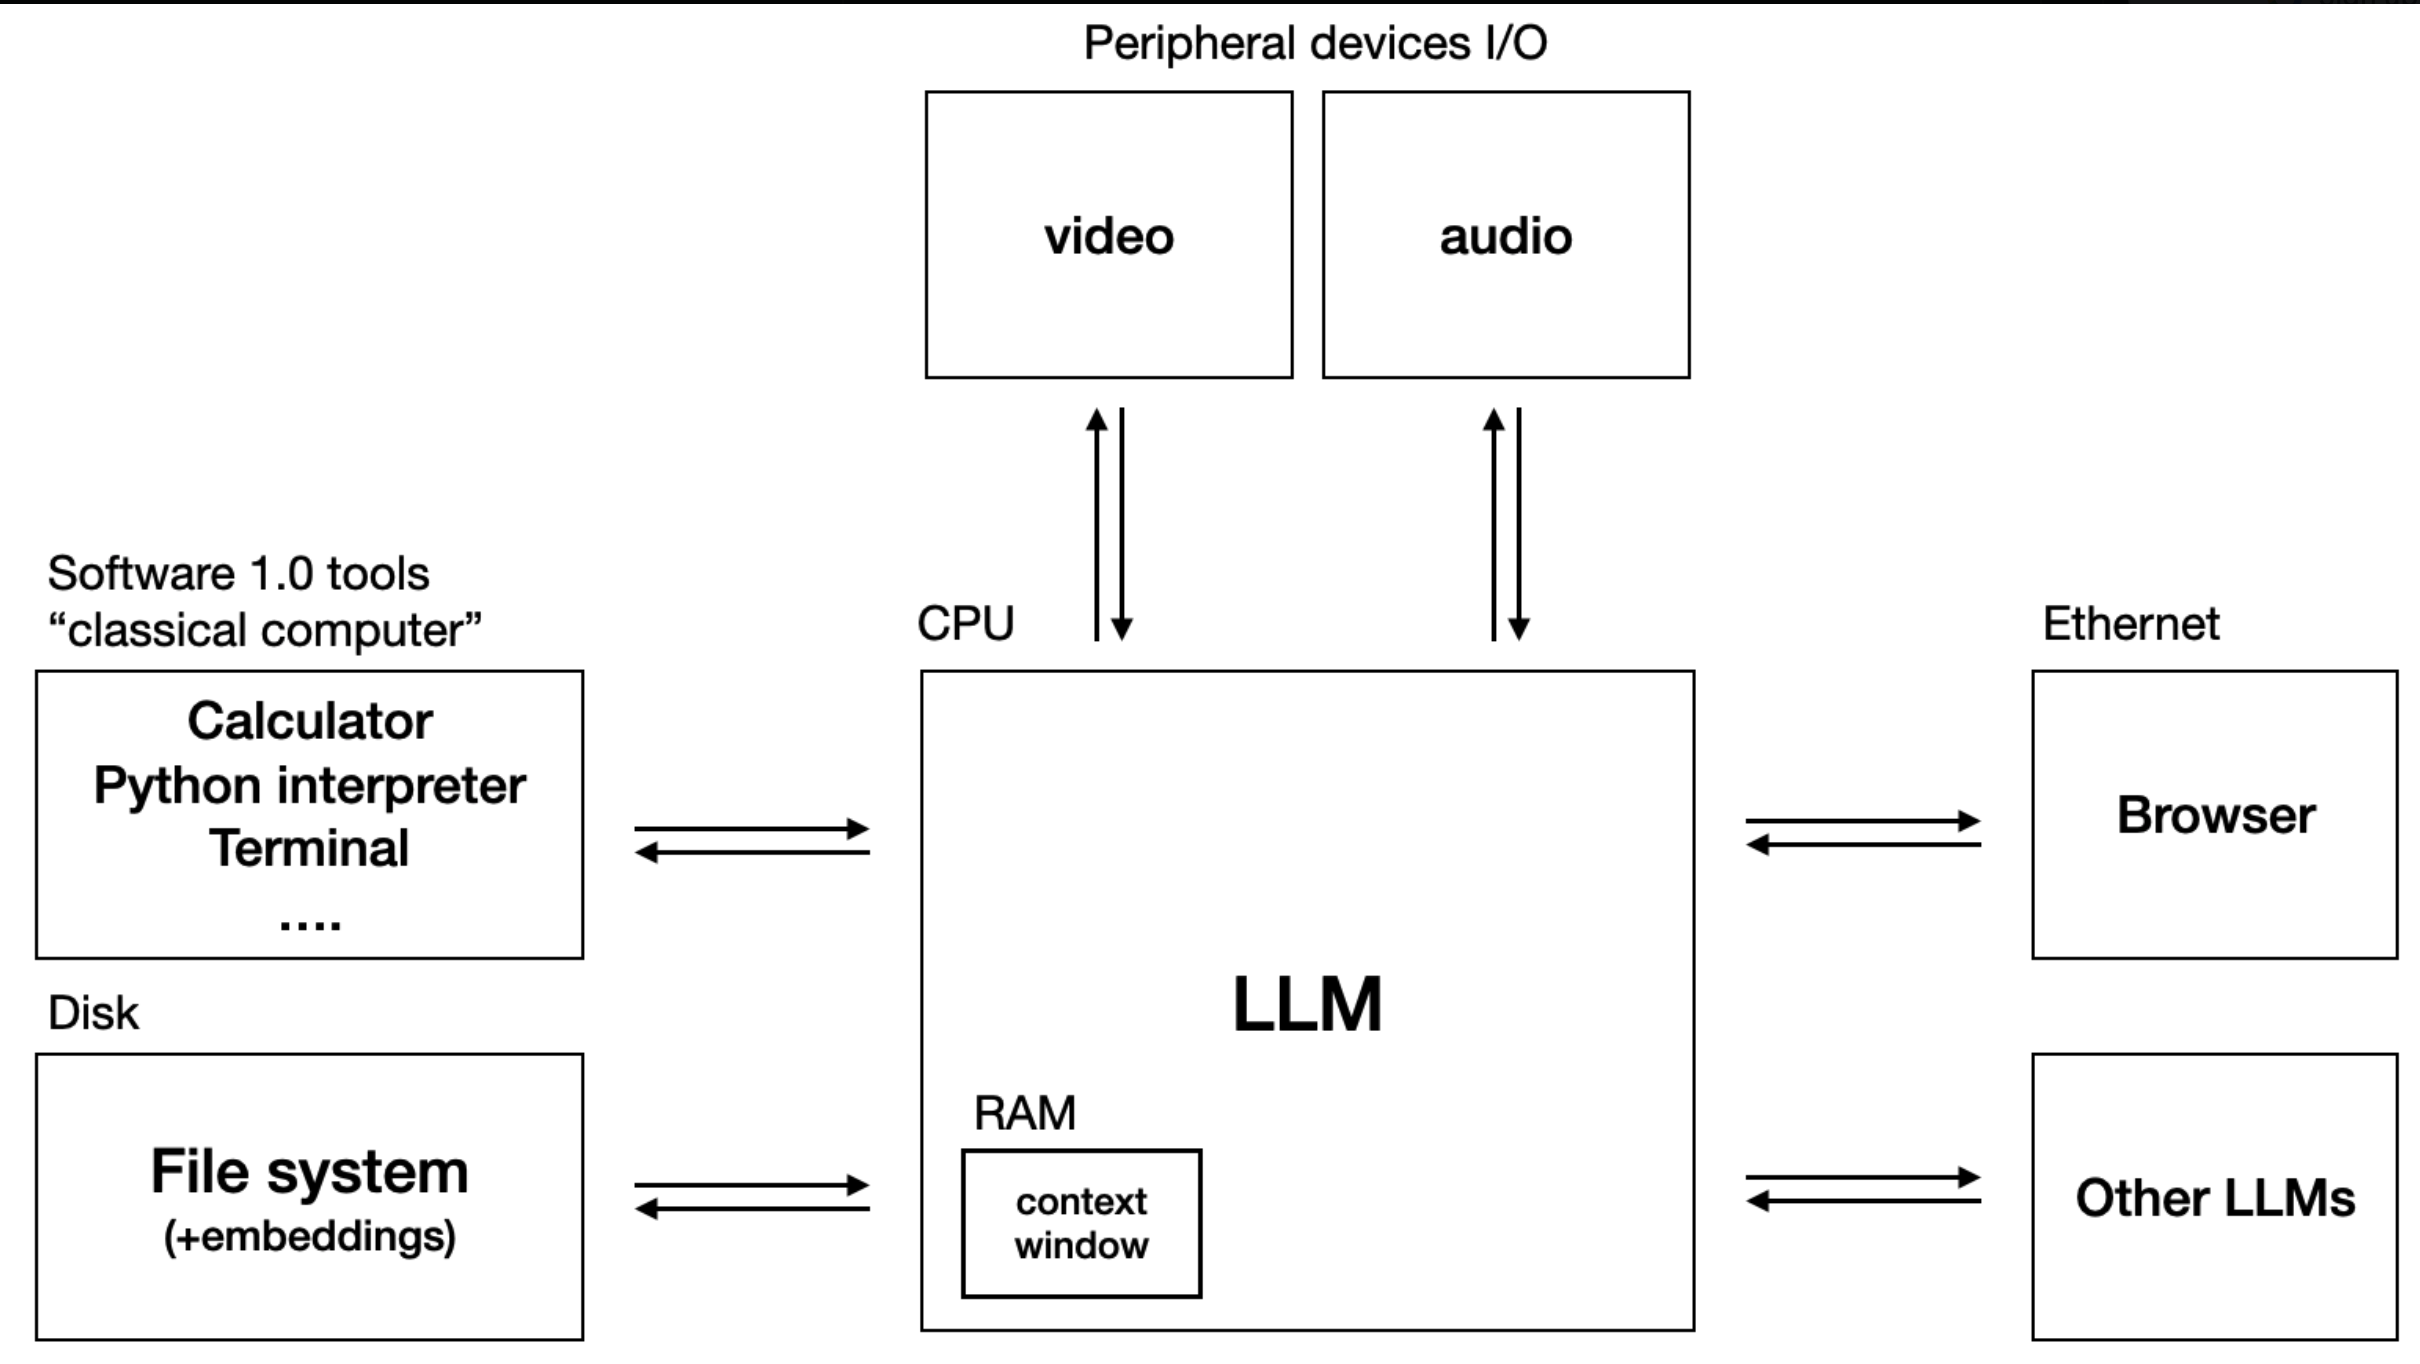 Peripheral devices I/O
video
audio
Software 1.0 tools
“classical computer”
Calculator
Python interpreter
Terminal
....
CPU
LLM
RAM
context
window
Ethernet
Browser
Disk
File system
(+embeddings)
Other LLMs